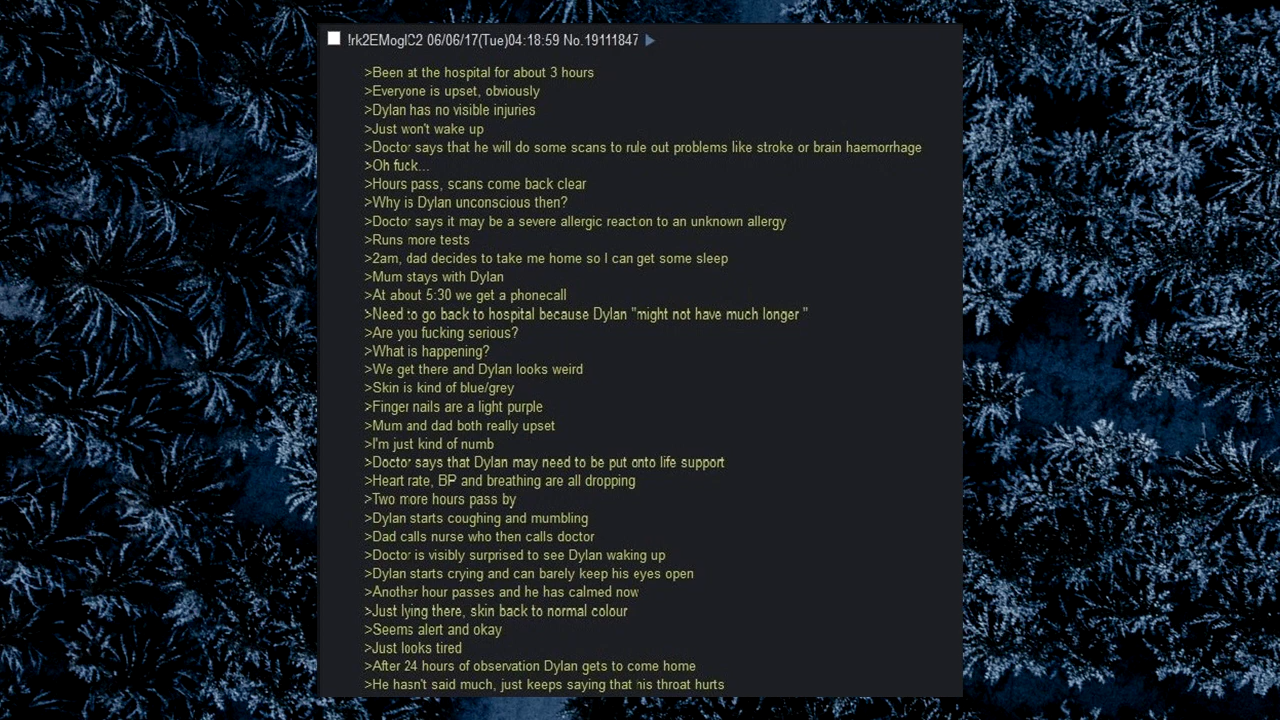 !rk2EMogIC2 06/06/17(Tue)04:18:59 No.19111847
>Been at the hospital for about 3 hours
>Everyone is upset, obviously
>Dylan has no visible injuries
>Just won't wake up
>Doctor says that he will do some scans to rule out problems like stroke or brain haemorrhage
>Oh fuck...
>Hours pass, scans come back clear
>Why is Dylan unconscious then?
>Doctor says it may be a severe allergic reaction to an unknown allergy
>Runs more tests
>2am, dad decides to take me home so I can get some sleep
>Mum stays with Dylan
>At about 5:30 we get a phonecall
>Need to go back to hospital because Dylan "might not have much longer "
>Are you fucking serious?
>What is happening?
>We get there and Dylan looks weird
>Skin is kind of blue/grey
>Finger nails are a light purple
>Mum and dad both really upset
>I'm just kind of numb
>Doctor says that Dylan may need to be put onto life support
>Heart rate, BP and breathing are all dropping
>Two more hours pass by
>Dylan starts coughing and mumbling
>Dad calls nurse who then calls doctor
>Doctor is visibly surprised to see Dylan waking up
>Dylan starts crying and can barely keep his eyes open
>Another hour passes and he has calmed now
>Just lying there, skin back to normal colour
>Seems alert and okay
>Just looks tired
>After 24 hours of observation Dylan gets to come home
>He hasn't said much, just keeps saying that his throat hurts